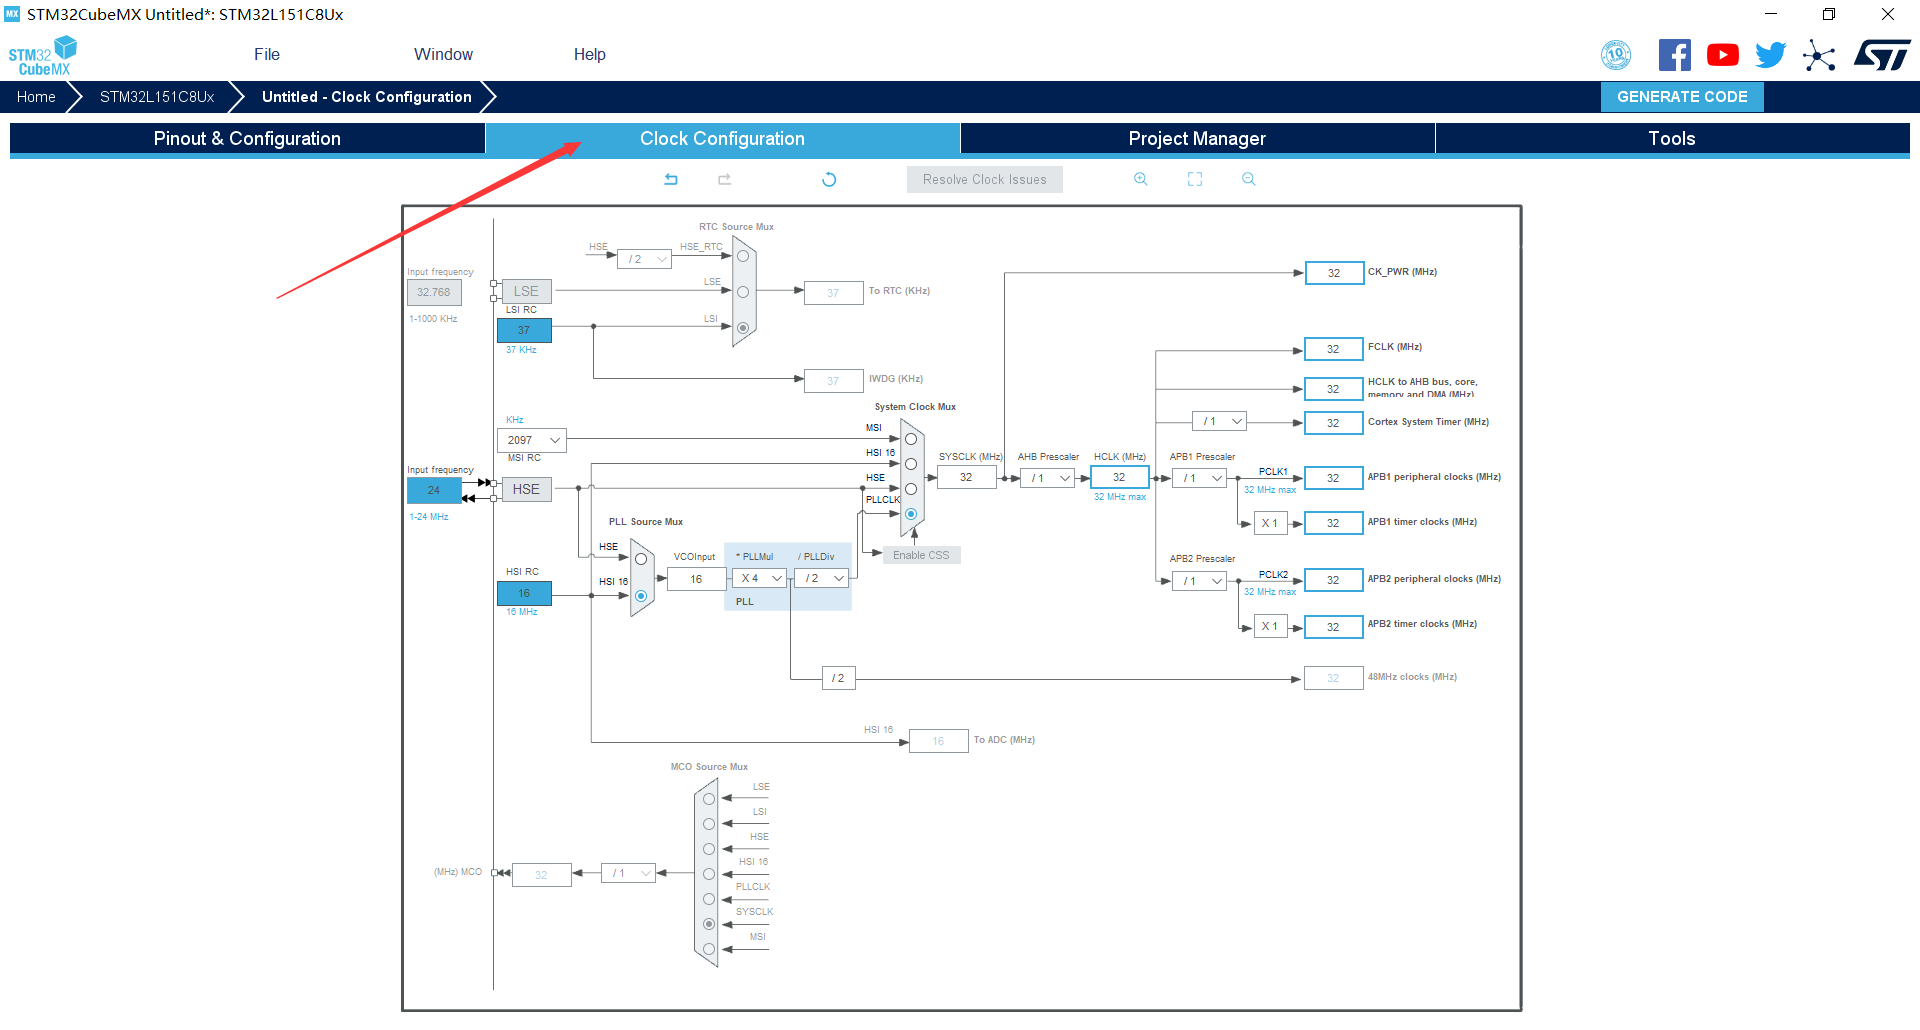 MX STM32CubeMX Untitled*: STM32L151C8Ux
STM32 CubeMX
File Window Help
10
Home STM32L151C8Ux Untitled - Clock Configuration GENERATE CODE
Pinout & Configuration Clock Configuration Project Manager Tools
Resolve Clock Issues
RTC Source Mux
HSE / 2 HSE_RTC
Input frequency
32.768
1-1000 KHz
LSE LSE
LSI RC
37
37 KHz
LSI
37 To RTC (KHz)
37 IWDG (KHz)
32 CK_PWR (MHz)
32 FCLK (MHz)
32 HCLK to AHB bus, core,
memory and DMA (MHz)
/ 1 32 Cortex System Timer (MHz)
System Clock Mux
KHz
2097
MSI RC
MSI
HSI 16
HSE
PLLCLK
Input frequency
24
1-24 MHz
HSE
SYSCLK (MHz)
32
AHB Prescaler
/ 1
HCLK (MHz)
32
32 MHz max
APB1 Prescaler
/ 1
PCLK1
32 MHz max
32 APB1 peripheral clocks (MHz)
X 1 32 APB1 timer clocks (MHz)
Enable CSS
PLL Source Mux
HSE
HSI 16
HSI RC
16
16 MHz
VCOInput
16
* PLLMul
X 4
/ PLLDiv
/ 2
PLL
APB2 Prescaler
/ 1
PCLK2
32 MHz max
32 APB2 peripheral clocks (MHz)
X 1 32 APB2 timer clocks (MHz)
/ 2 32 48MHz clocks (MHz)
HSI 16 16 To ADC (MHz)
MCO Source Mux
LSE
LSI
HSE
HSI 16
PLLCLK
SYSCLK
MSI
(MHz) MCO 32 / 1